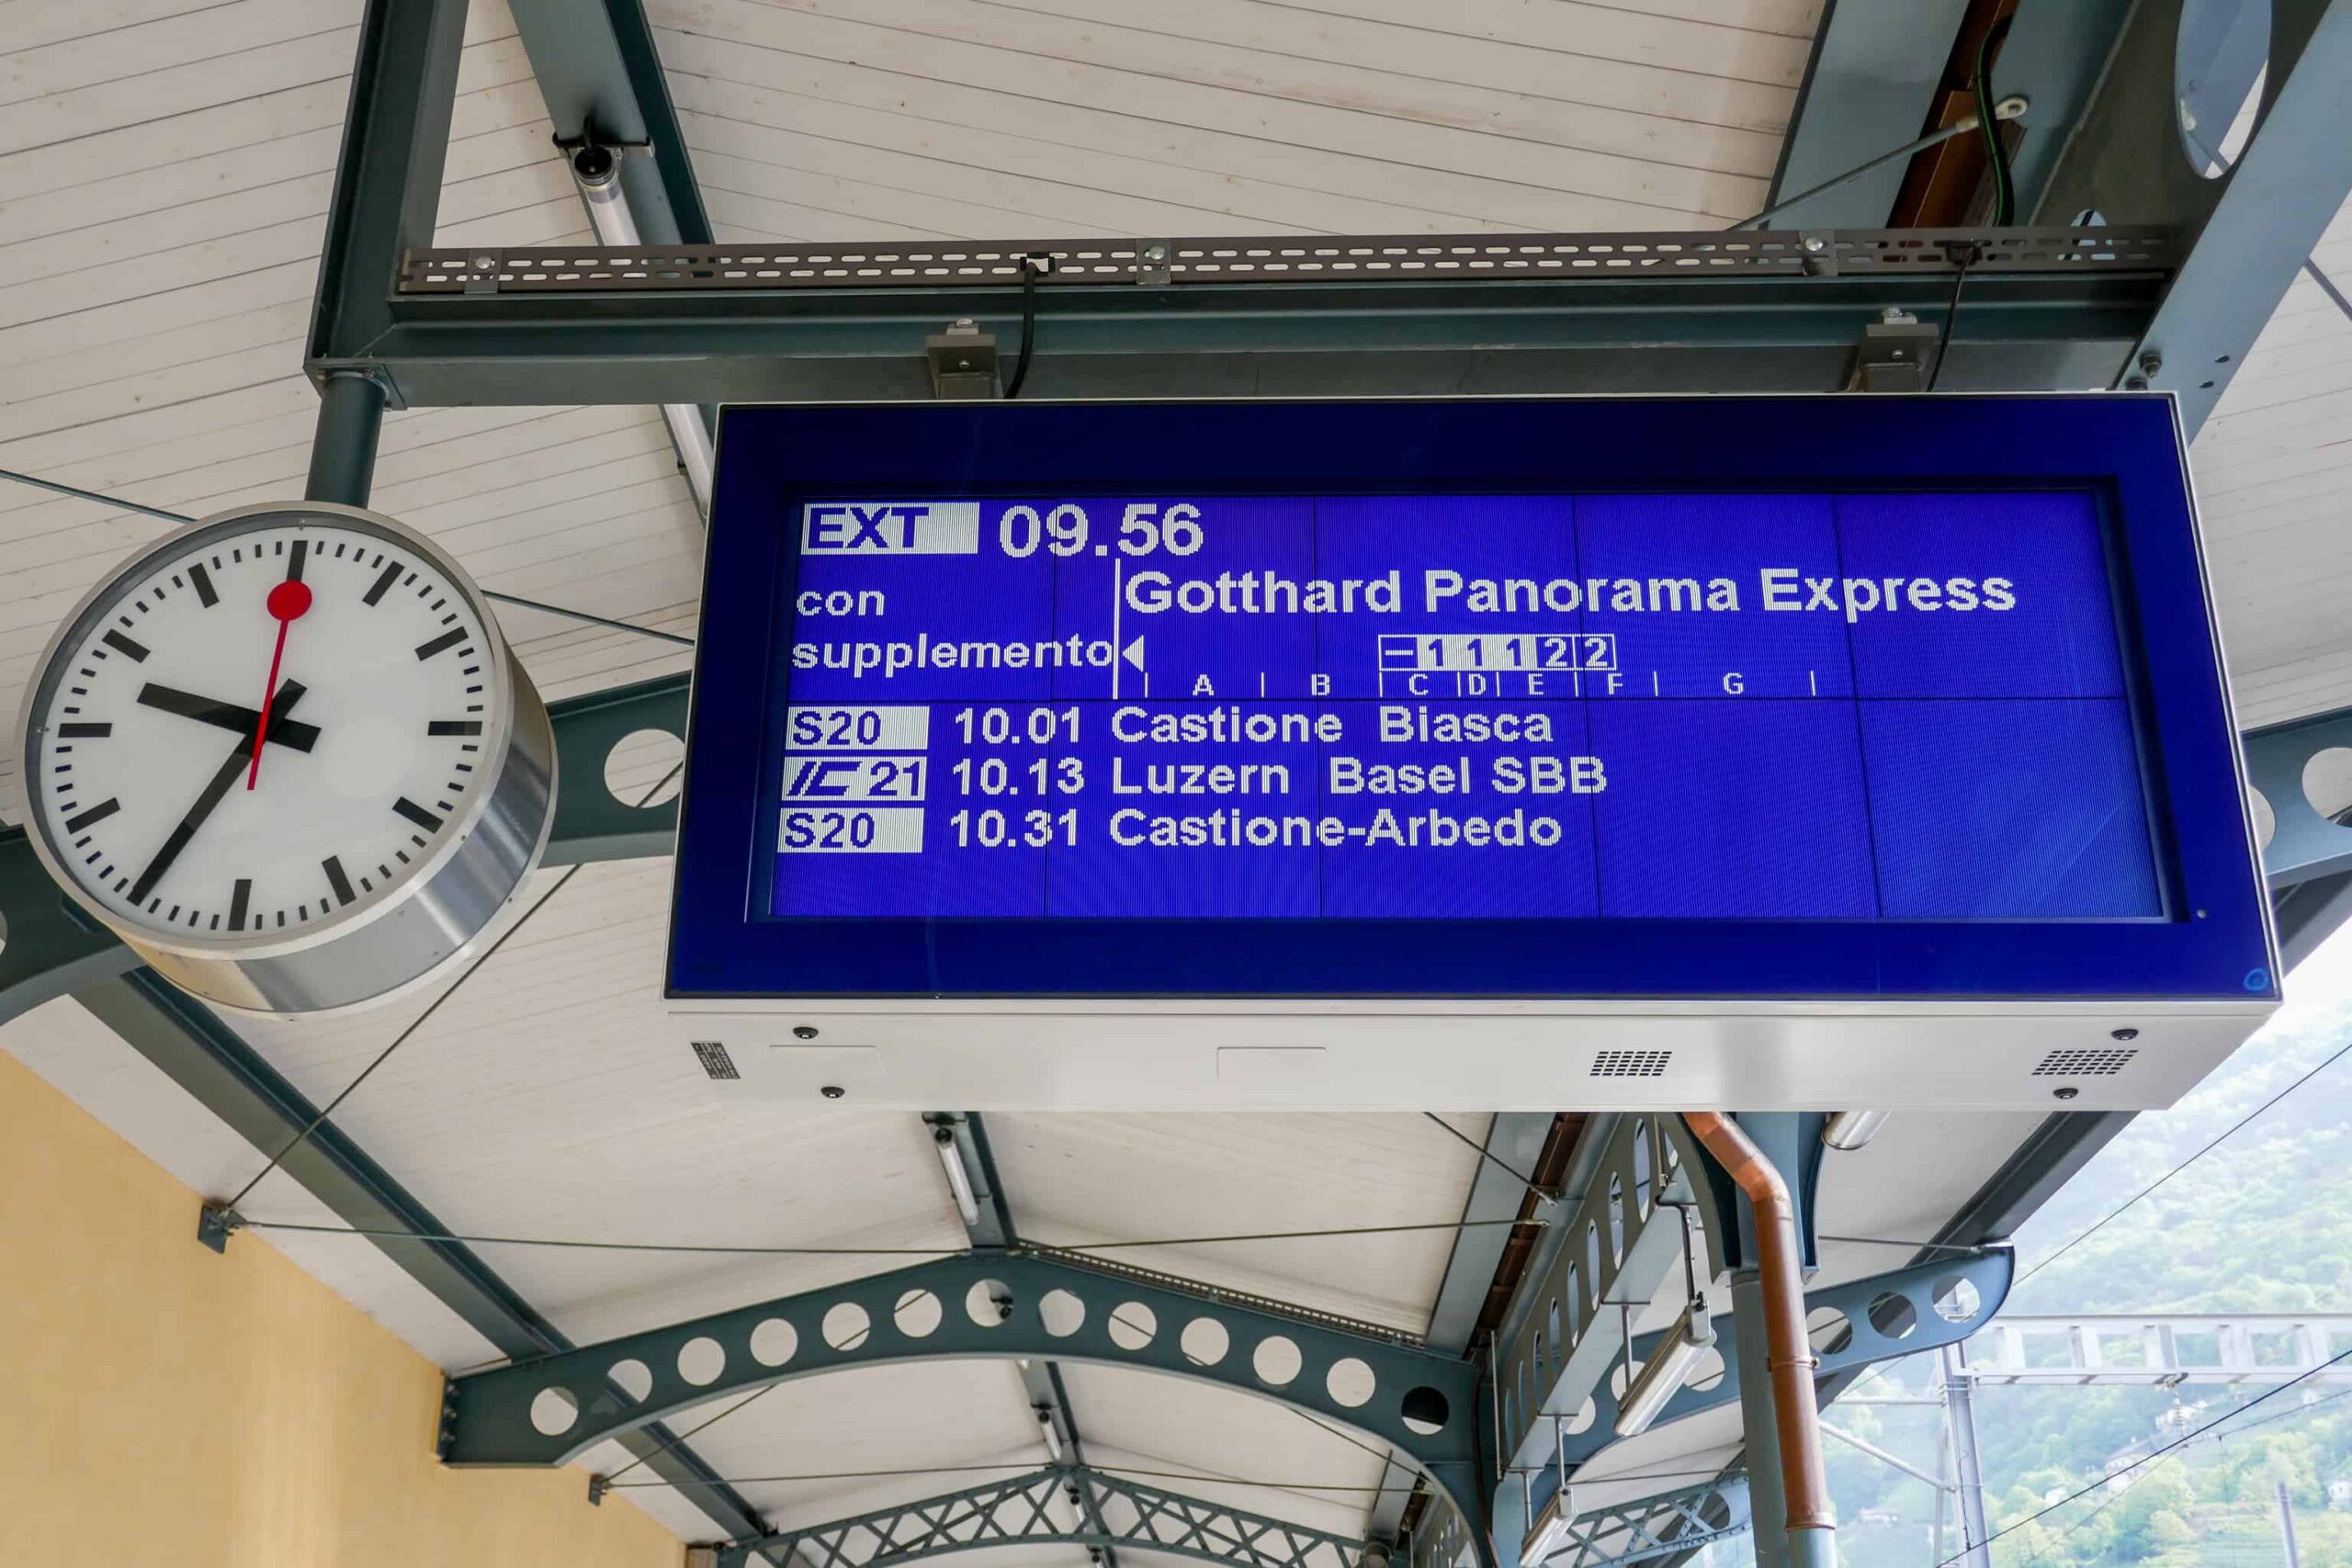 EXT 09.56
con Gotthard Panorama Express
supplemento 1 1 1 2 2
A B C D E F G
S20 10.01 Castione Biasca
IC 21 10.13 Luzern Basel SBB
S20 10.31 Castione-Arbedo